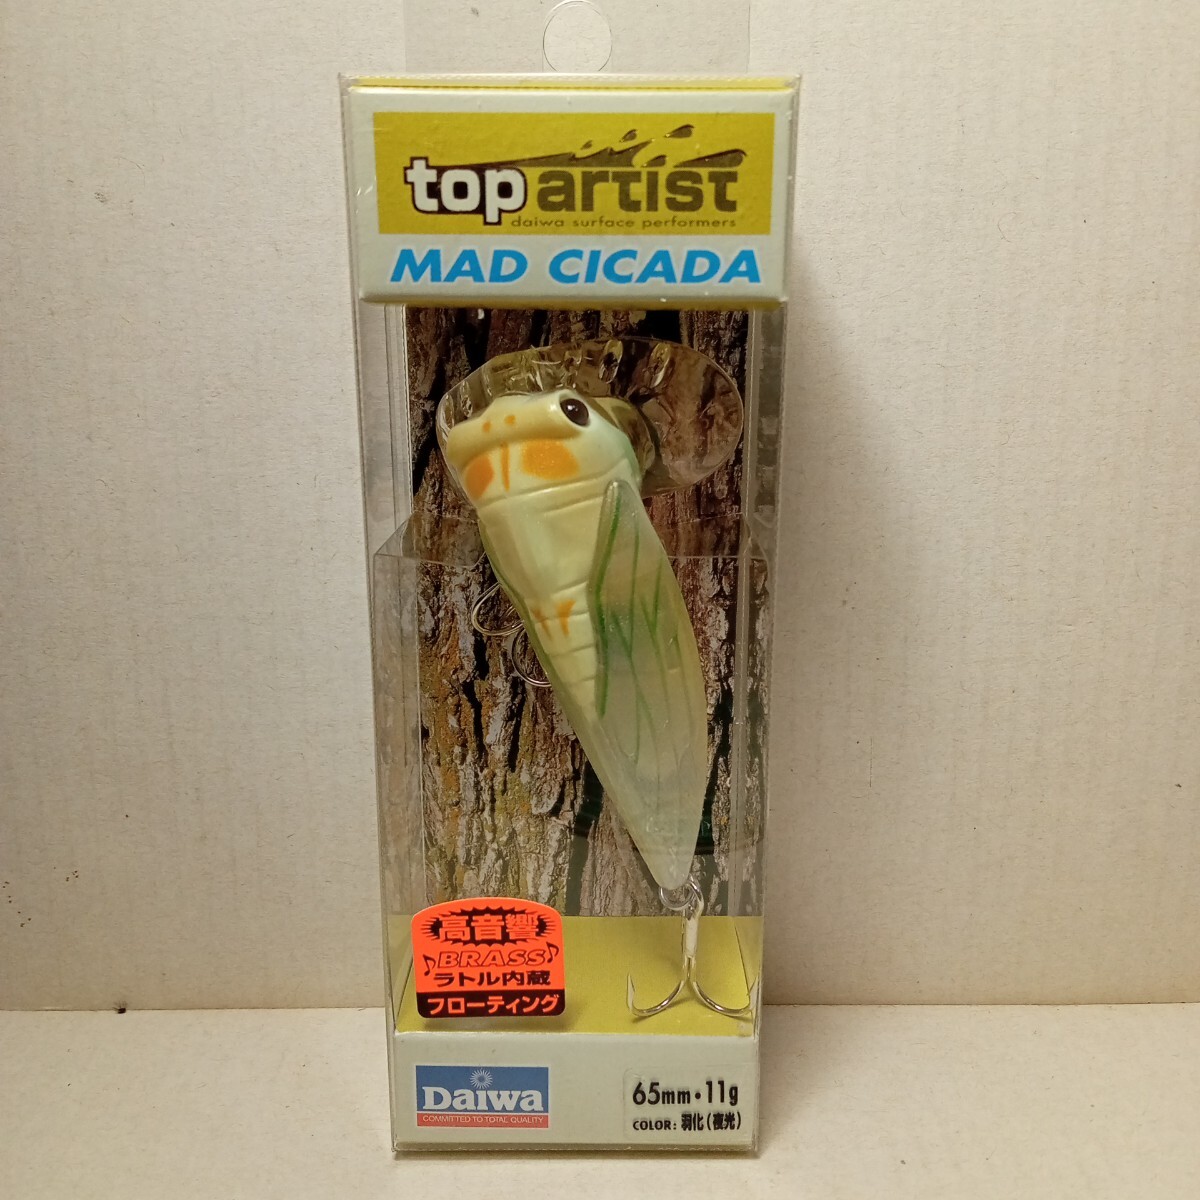 top artist
daiwa surface performers
MAD CICADA
高音響
BRASS
ラトル内蔵
フローティング
Daiwa
COMMITTED TO TOTAL QUALITY
65mm・11g
COLOR: 羽化(夜光)